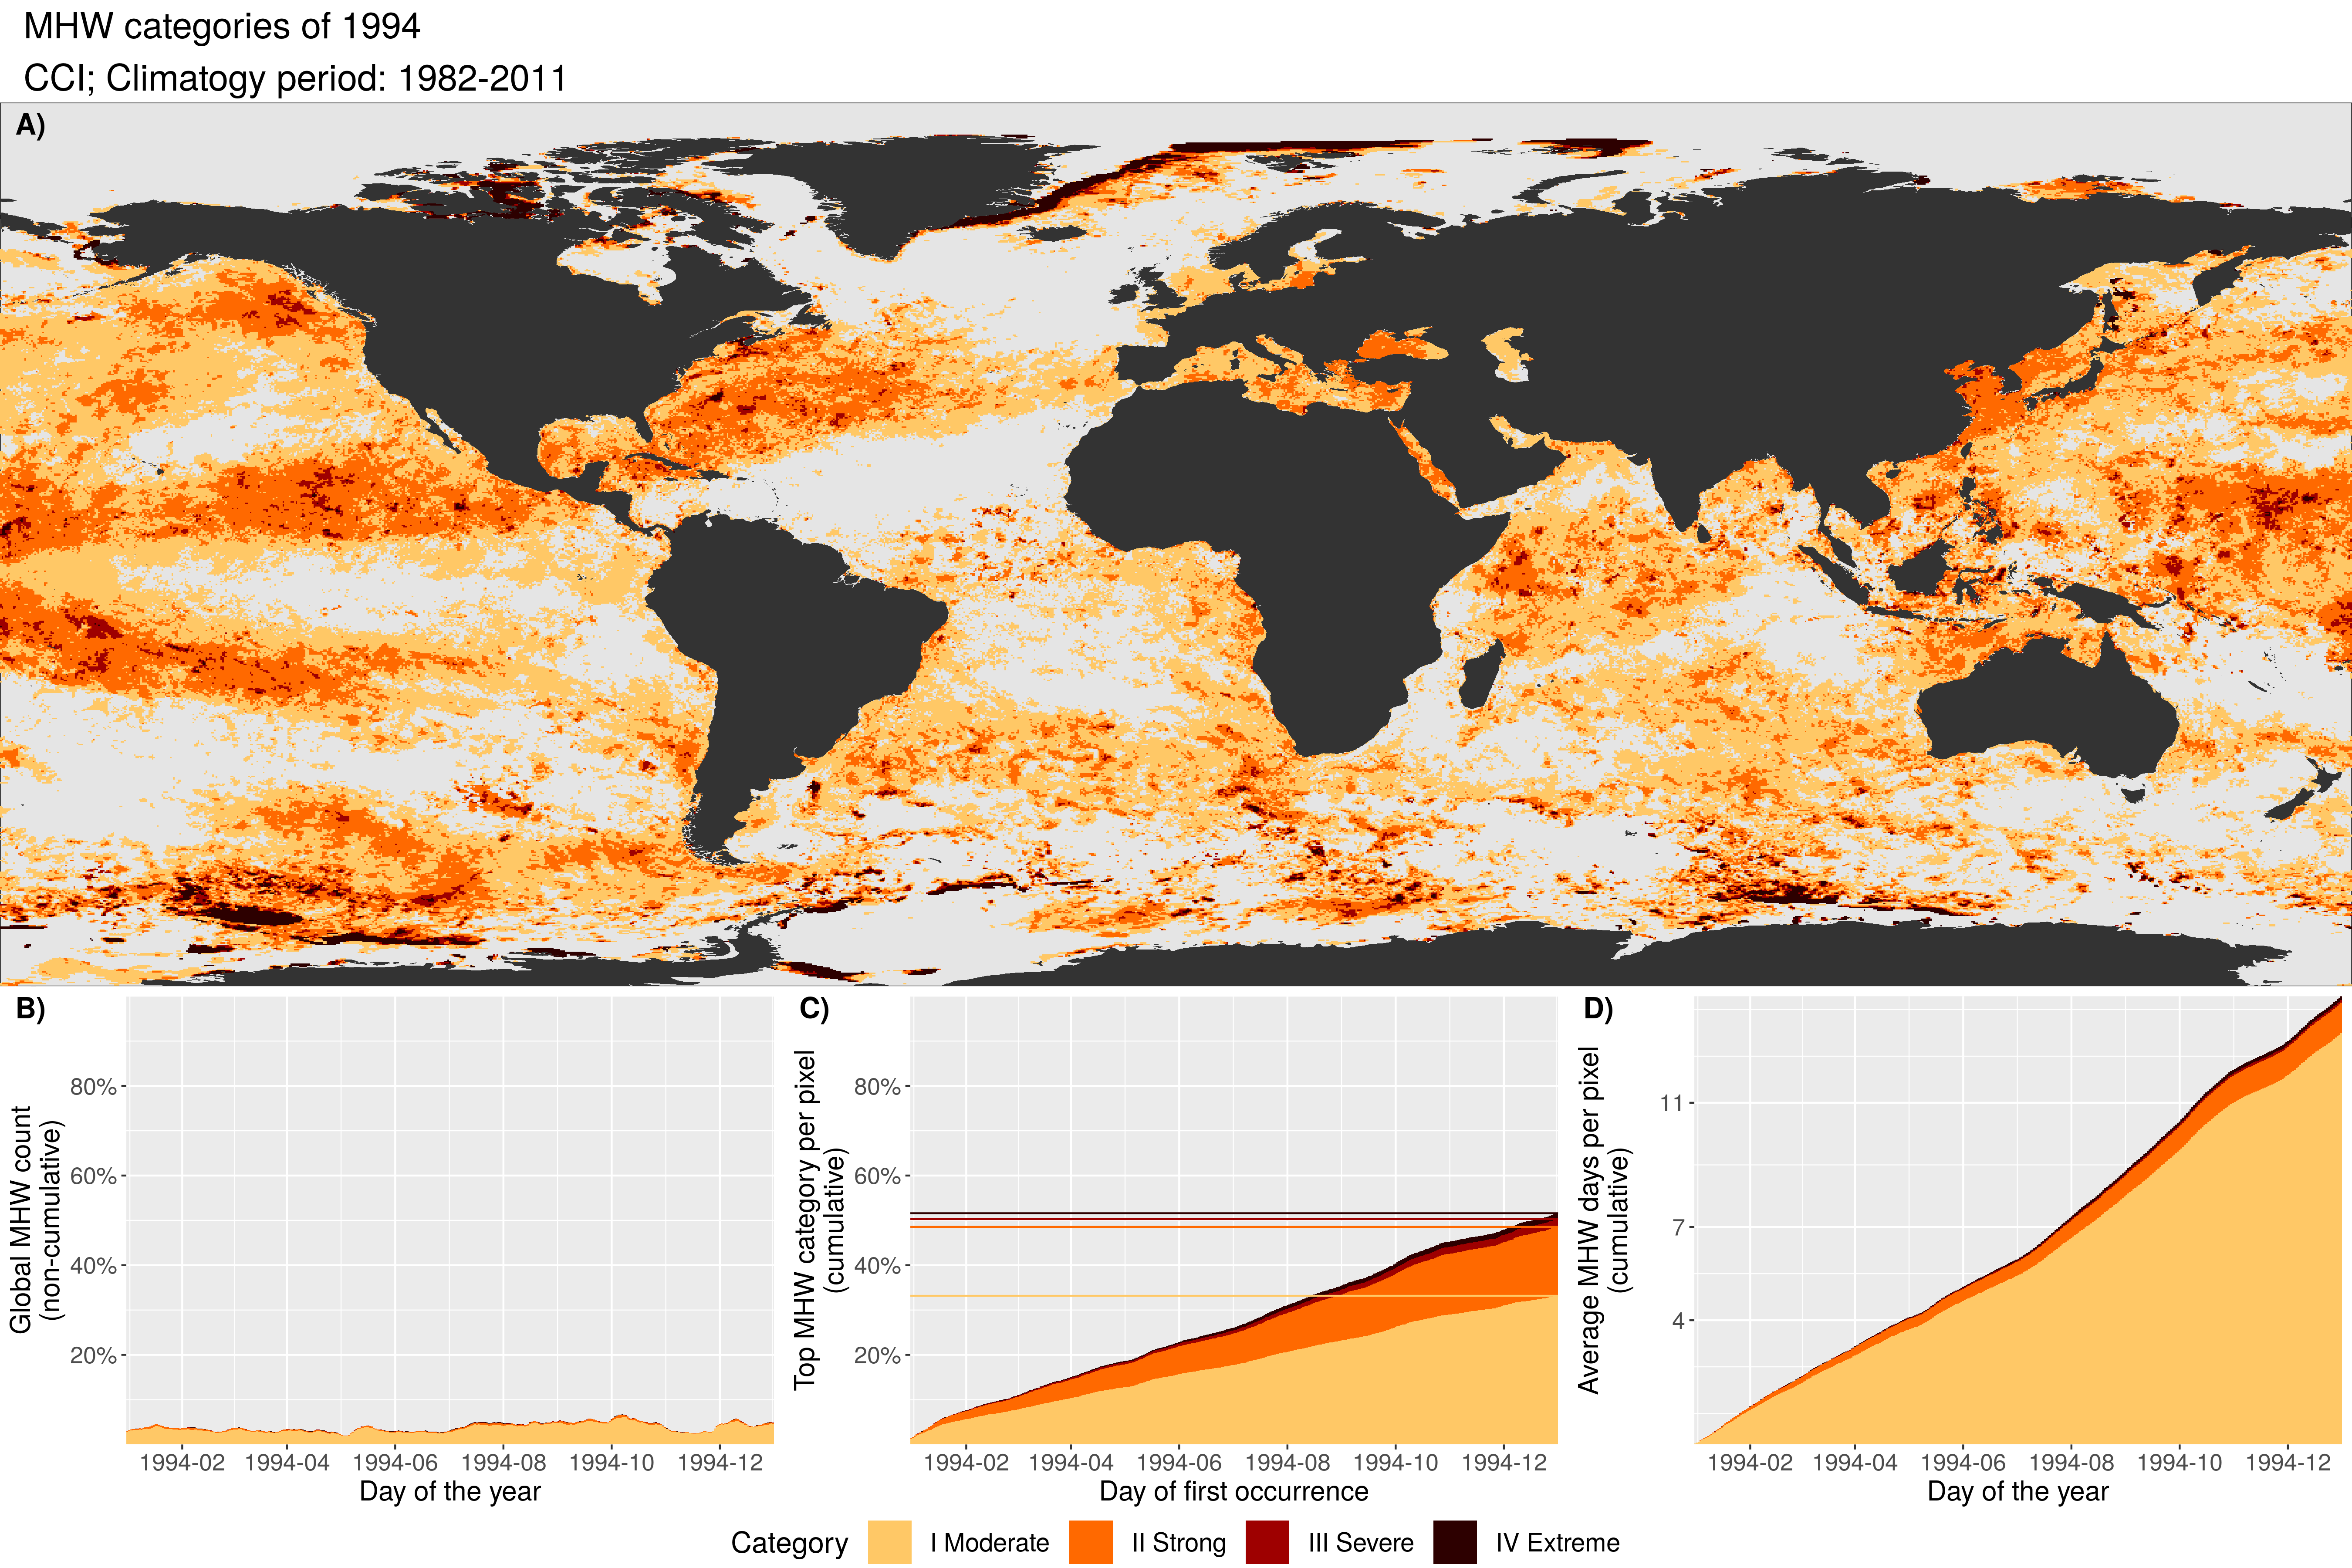 MHW categories of 1994
CCI; Climatogy period: 1982-2011
A)
B)
Global MHW count
(non-cumulative)
80%
60%
40%
20%
1994-02 1994-04 1994-06 1994-08 1994-10 1994-12
Day of the year
C)
Top MHW category per pixel
(cumulative)
80%
60%
40%
20%
1994-02 1994-04 1994-06 1994-08 1994-10 1994-12
Day of first occurrence
D)
Average MHW days per pixel
(cumulative)
11
7
4
1994-02 1994-04 1994-06 1994-08 1994-10 1994-12
Day of the year
Category I Moderate II Strong III Severe IV Extreme